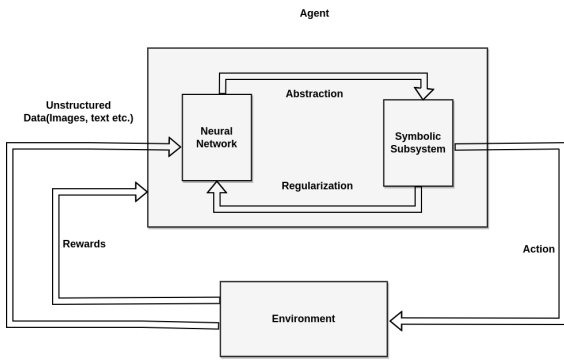 Agent
Unstructured
Data(Images, text etc.)
Abstraction
Neural
Network
Symbolic
Subsystem
Regularization
Rewards
Action
Environment